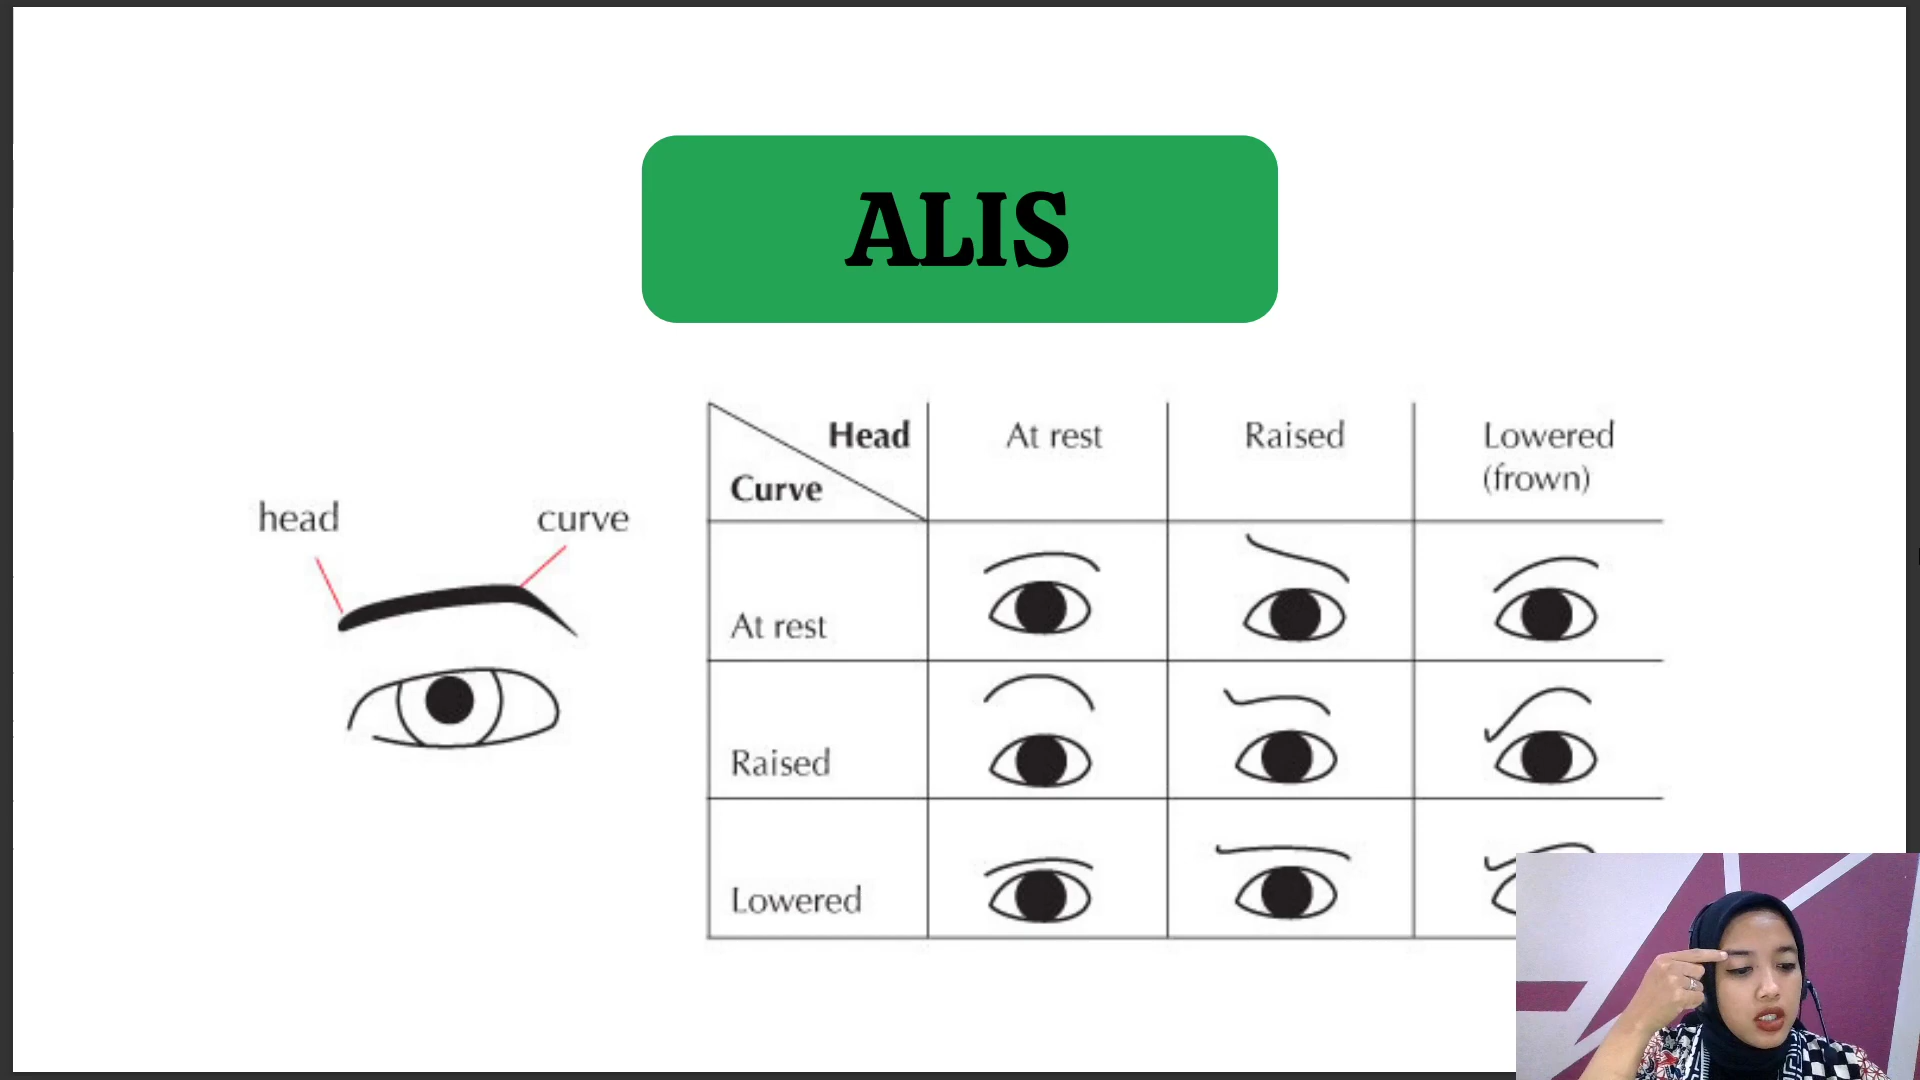 ALIS
head
curve
Head
Curve
At rest
Raised
Lowered
(frown)
At rest
Raised
Lowered